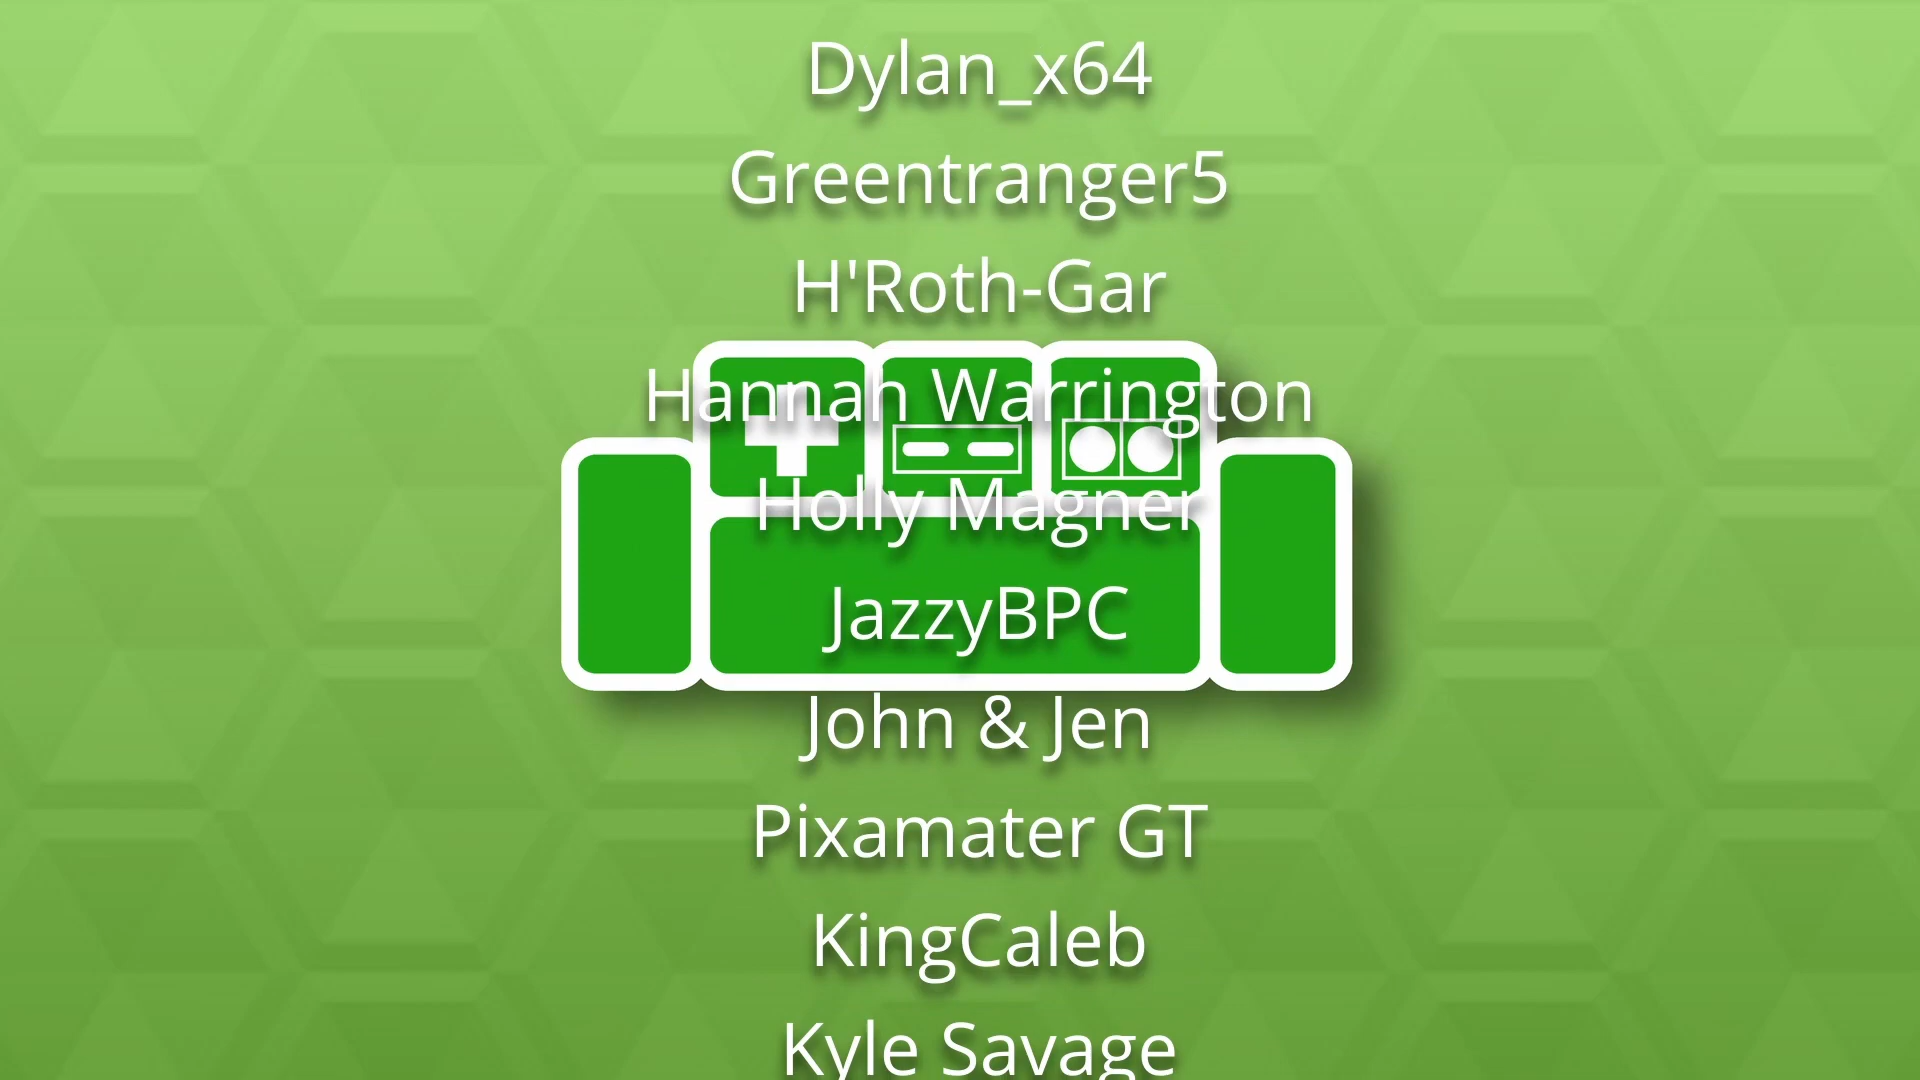 Dylan_x64
Greentranger5
H'Roth-Gar
Hannah Warrington
Holly Magner
JazzyBPC
John & Jen
Pixamater GT
KingCaleb
Kyle Savage